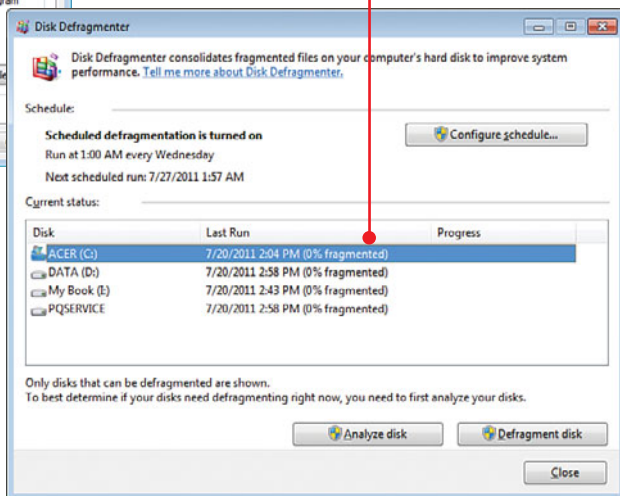 Disk Defragmenter
Disk Defragmenter consolidates fragmented files on your computer's hard disk to improve system
performance. Tell me more about Disk Defragmenter.
Schedule:
Scheduled defragmentation is turned on
Configure schedule...
Run at 1:00 AM every Wednesday
Next scheduled run: 7/27/2011 1:57 AM
Current status:
Disk Last Run Progress
ACER (C:) 7/20/2011 2:04 PM (0% fragmented)
DATA (D:) 7/20/2011 2:58 PM (0% fragmented)
My Book (I:) 7/20/2011 2:43 PM (0% fragmented)
PQSERVICE 7/20/2011 2:58 PM (0% fragmented)
Only disks that can be defragmented are shown.
To best determine if your disks need defragmenting right now, you need to first analyze your disks.
Analyze disk Defragment disk
Close